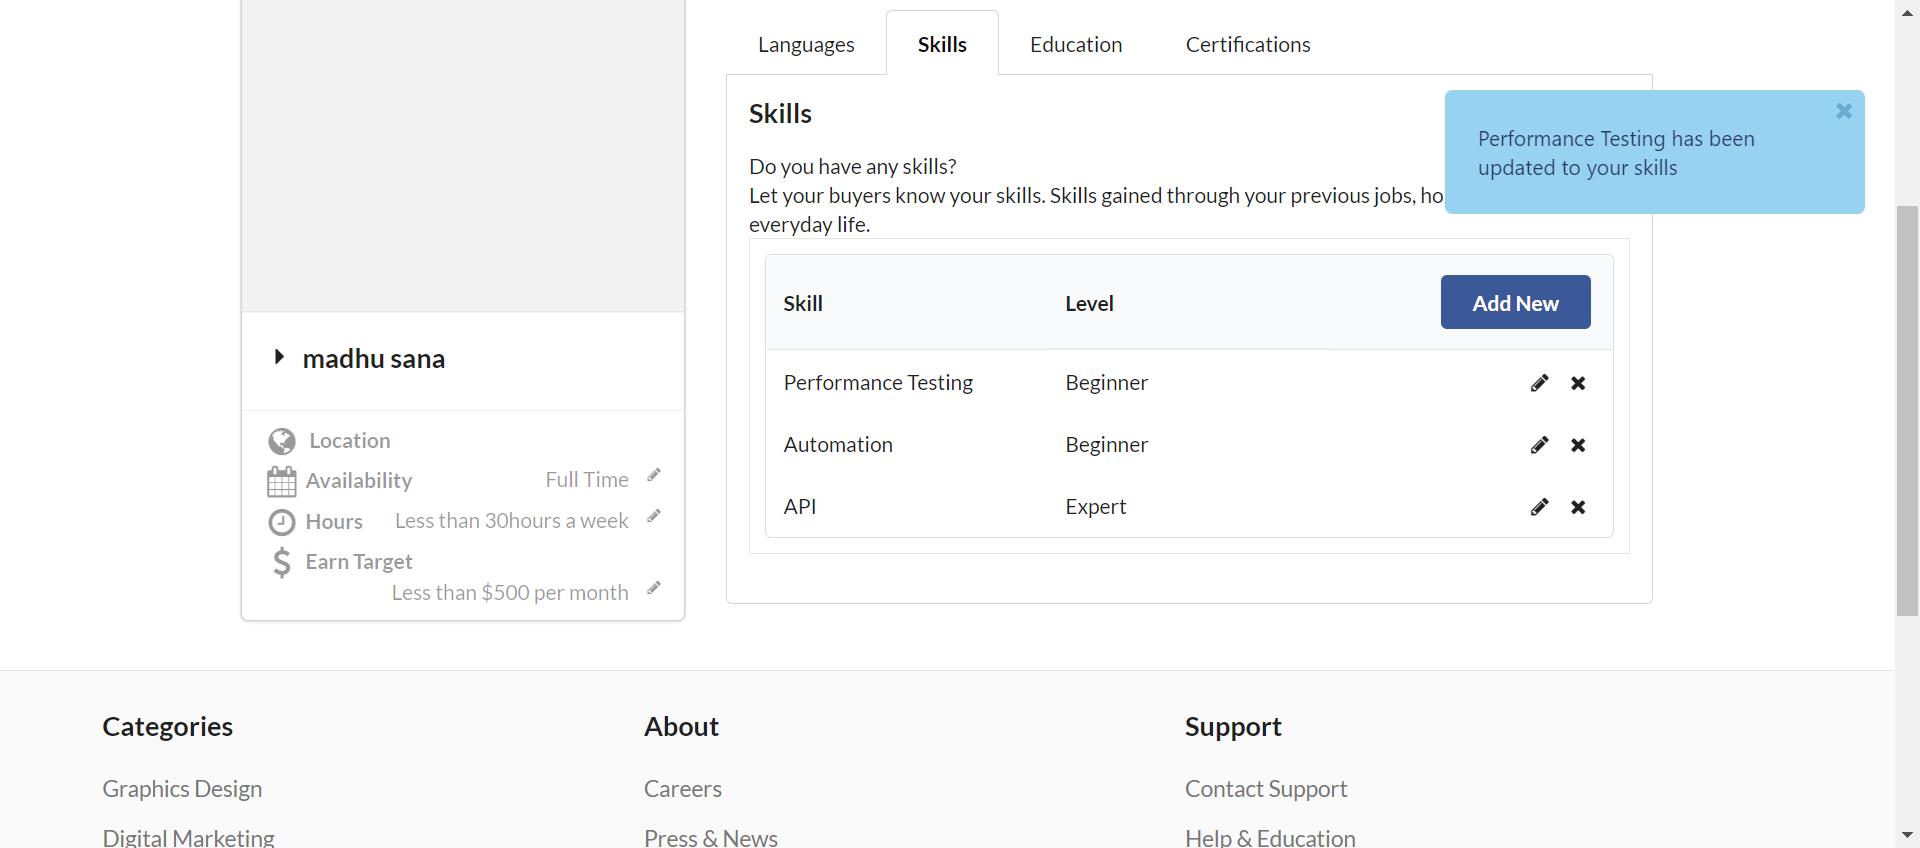 Languages
Skills
Education
Certifications
Skills
Performance Testing has been
updated to your skills
Do you have any skills?
Let your buyers know your skills. Skills gained through your previous jobs, ho
everyday life.
Skill
Level
Add New
Performance Testing
Beginner
Automation
Beginner
API
Expert
madhu sana
Location
Availability
Full Time
Hours
Less than 30hours a week
Earn Target
Less than $500 per month
Categories
Graphics Design
Digital Marketing
About
Careers
Press & News
Support
Contact Support
Help & Education